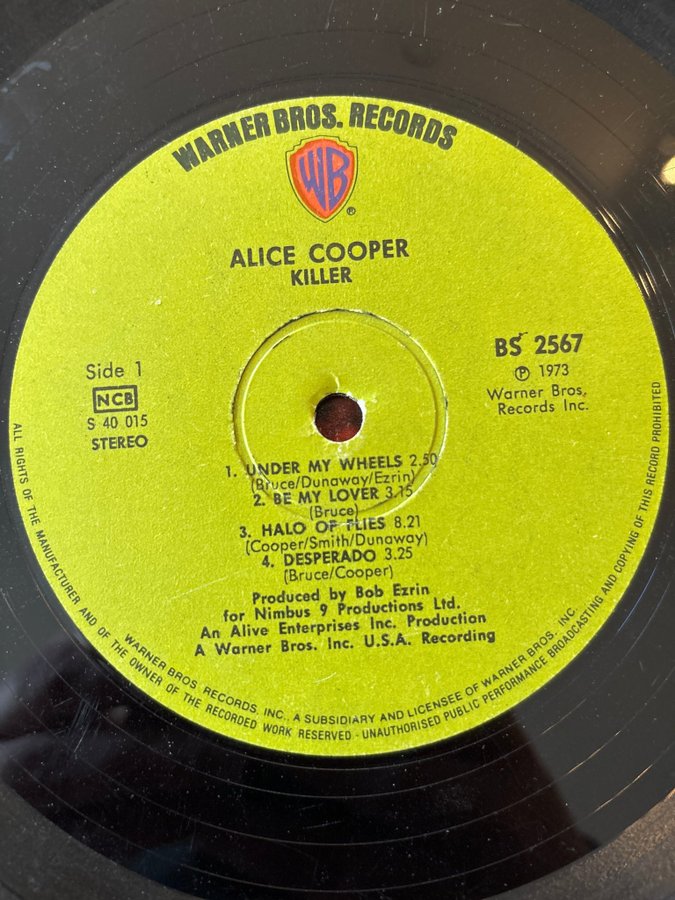 WARNER BROS. RECORDS
WB
®
ALICE COOPER
KILLER
Side 1
NCB
S 40 015
STEREO
BS 2567
℗ 1973
Warner Bros.
Records Inc.
1. UNDER MY WHEELS 2.50
(Bruce/Dunaway/Ezrin)
2. BE MY LOVER 3.15
(Bruce)
3. HALO OF FLIES 8.21
(Cooper/Smith/Dunaway)
4. DESPERADO 3.25
(Bruce/Cooper)
Produced by Bob Ezrin
for Nimbus 9 Productions Ltd.
An Alive Enterprises Inc. Production
A Warner Bros. Inc. U.S.A. Recording
WARNER BROS. RECORDS, INC., A SUBSIDIARY AND LICENSEE OF WARNER BROS. INC
ALL RIGHTS OF THE MANUFACTURER AND OF THE OWNER OF THE RECORDED WORK RESERVED - UNAUTHORISED PUBLIC PERFORMANCE BROADCASTING AND COPYING OF THIS RECORD PROHIBITED